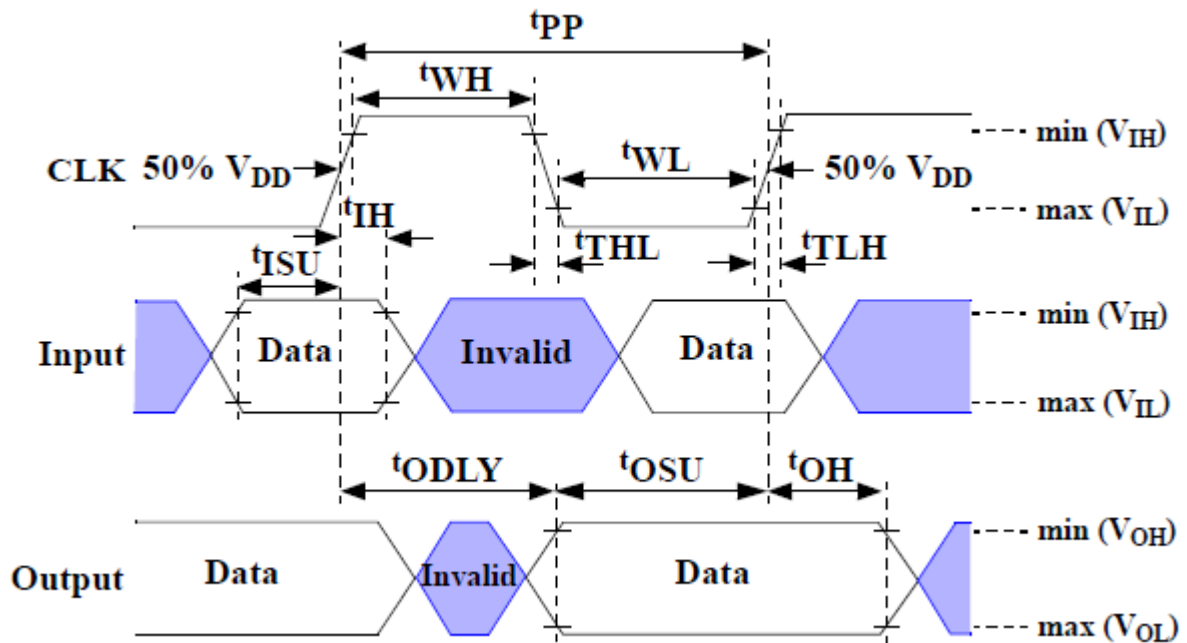 tPP
tWH
min (VIH)
CLK 50% VDD
tWL
50% VDD
max (VIL)
tIH
tTHL
tTLH
tISU
min (VIH)
Input
Data
Invalid
Data
max (VIL)
tODLY
tOSU
tOH
min (VOH)
Output
Data
Invalid
Data
max (VOL)